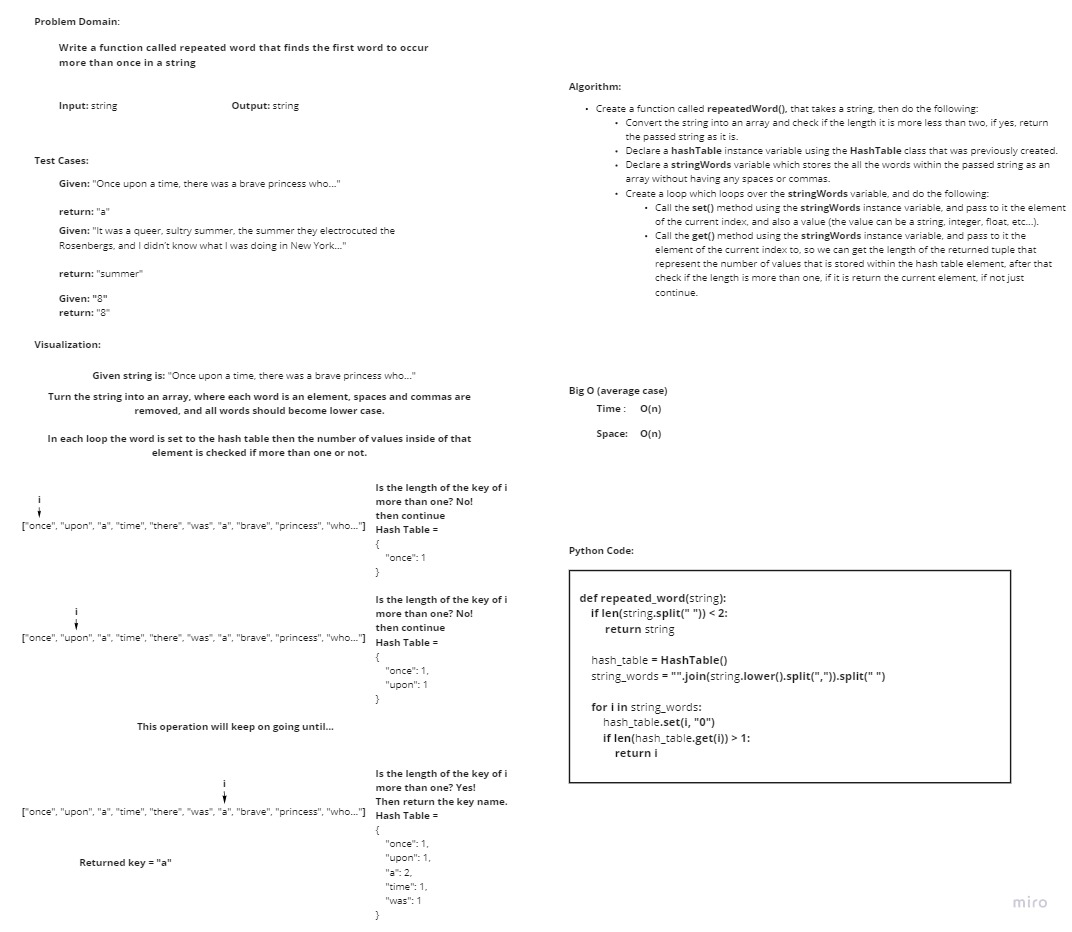 Problem Domain:
Write a function called repeated word that finds the first word to occur
more than once in a string
Input: string
Output: string
Test Cases:
Given: "Once upon a time, there was a brave princess who..."
return: "a"
Given: "It was a queer, sultry summer, the summer they electrocuted the
Rosenbergs, and I didn't know what I was doing in New York..."
return: "summer"
Given: "8"
return: "8"
Visualization:
Given string is: "Once upon a time, there was a brave princess who..."
Turn the string into an array, where each word is an element, spaces and commas are
removed, and all words should become lower case.
In each loop the word is set to the hash table then the number of values inside of that
element is checked if more than one or not.
i
["once", "upon", "a", "time", "there", "was", "a", "brave", "princess", "who..."]
Is the length of the key of i
more than one? No!
then continue
Hash Table =
{
"once": 1
}
i
["once", "upon", "a", "time", "there", "was", "a", "brave", "princess", "who..."]
Is the length of the key of i
more than one? No!
then continue
Hash Table =
{
"once": 1,
"upon": 1
}
This operation will keep on going until...
i
["once", "upon", "a", "time", "there", "was", "a", "brave", "princess", "who..."]
Returned key = "a"
Is the length of the key of i
more than one? Yes!
Then return the key name.
Hash Table =
{
"once": 1,
"upon": 1,
"a": 2,
"time": 1,
"was": 1
}
Algorithm:
• Create a function called repeatedWord(), that takes a string, then do the following:
• Convert the string into an array and check if the length it is more less than two, if yes, return
the passed string as it is.
• Declare a hashTable instance variable using the HashTable class that was previously created.
• Declare a stringWords variable which stores the all the words within the passed string as an
array without having any spaces or commas.
• Create a loop which loops over the stringWords variable, and do the following:
• Call the set() method using the stringWords instance variable, and pass to it the element
of the current index, and also a value (the value can be a string, integer, float, etc...).
• Call the get() method using the stringWords instance variable, and pass to it the
element of the current index to, so we can get the length of the returned tuple that
represent the number of values that is stored within the hash table element, after that
check if the length is more than one, if it is return the current element, if not just
continue.
Big O (average case)
Time : O(n)
Space: O(n)
Python Code:
def repeated_word(string):
if len(string.split(" ")) < 2:
return string
hash_table = HashTable()
string_words = "".join(string.lower().split(",")).split(" ")
for i in string_words:
hash_table.set(i, "0")
if len(hash_table.get(i)) > 1:
return i
miro